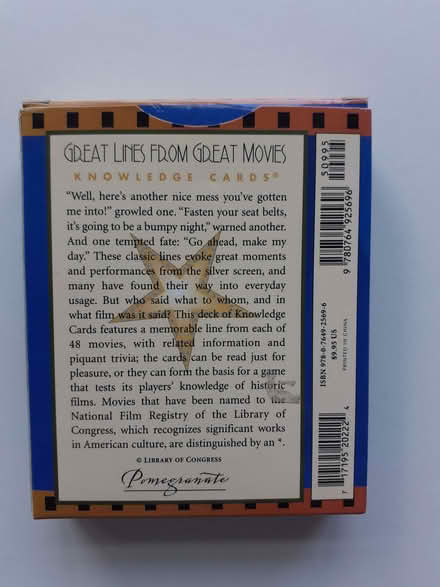 GREAT LINES FROM GREAT MOVIES
KNOWLEDGE CARDS®
“Well, here’s another nice mess you’ve gotten
me into!” growled one. “Fasten your seat belts,
it’s going to be a bumpy night,” warned another.
And one tempted fate: “Go ahead, make my
day.” These classic lines evoke great moments
and performances from the silver screen, and
many have found their way into everyday
usage. But who said what to whom, and in
what film was it said? This deck of Knowledge
Cards features a memorable line from each of
48 movies, with related information and
piquant trivia; the cards can be read just for
pleasure, or they can form the basis for a game
that tests its players’ knowledge of historic
films. Movies that have been named to the
National Film Registry of the Library of
Congress, which recognizes significant works
in American culture, are distinguished by an *.
© LIBRARY OF CONGRESS
Pomegranate
50995
9 780764 925696
ISBN 978-0-7649-2569-6
$9.95 US
PRINTED IN CHINA
7 17195 20222 4